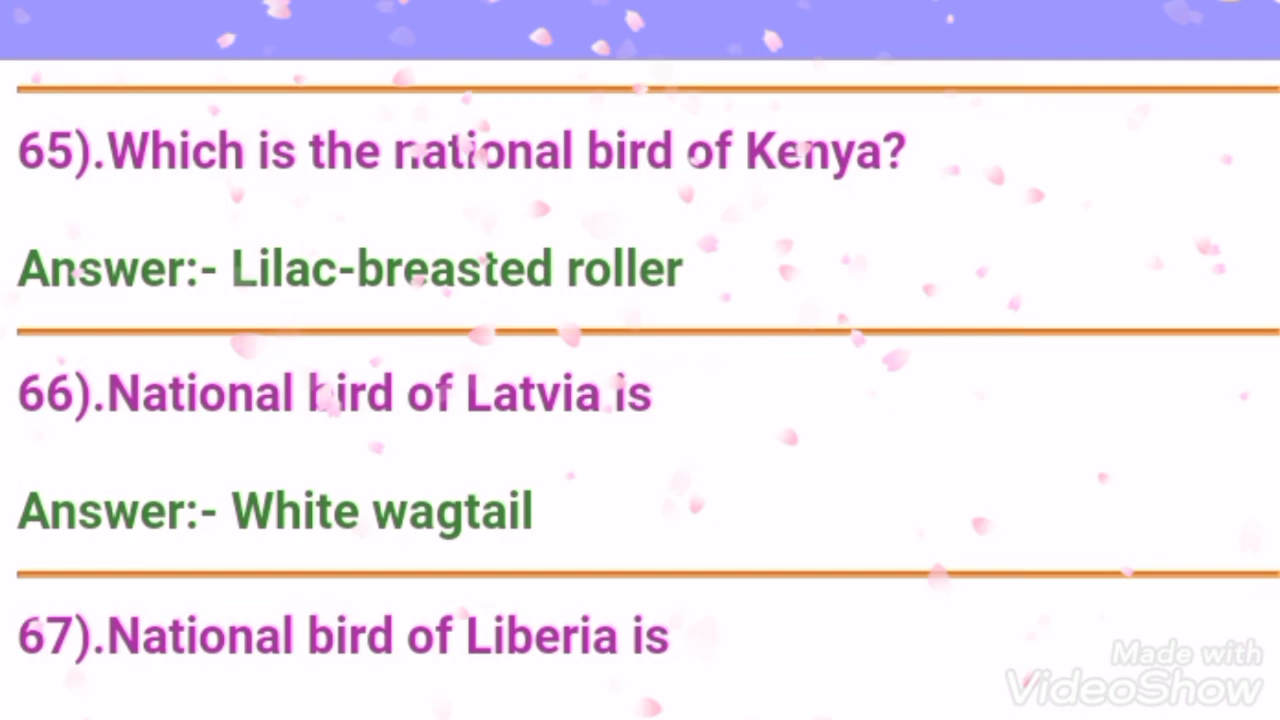 65).Which is the national bird of Kenya?
Answer:- Lilac-breasted roller
66).National bird of Latvia is
Answer:- White wagtail
67).National bird of Liberia is
Made with
VideoShow